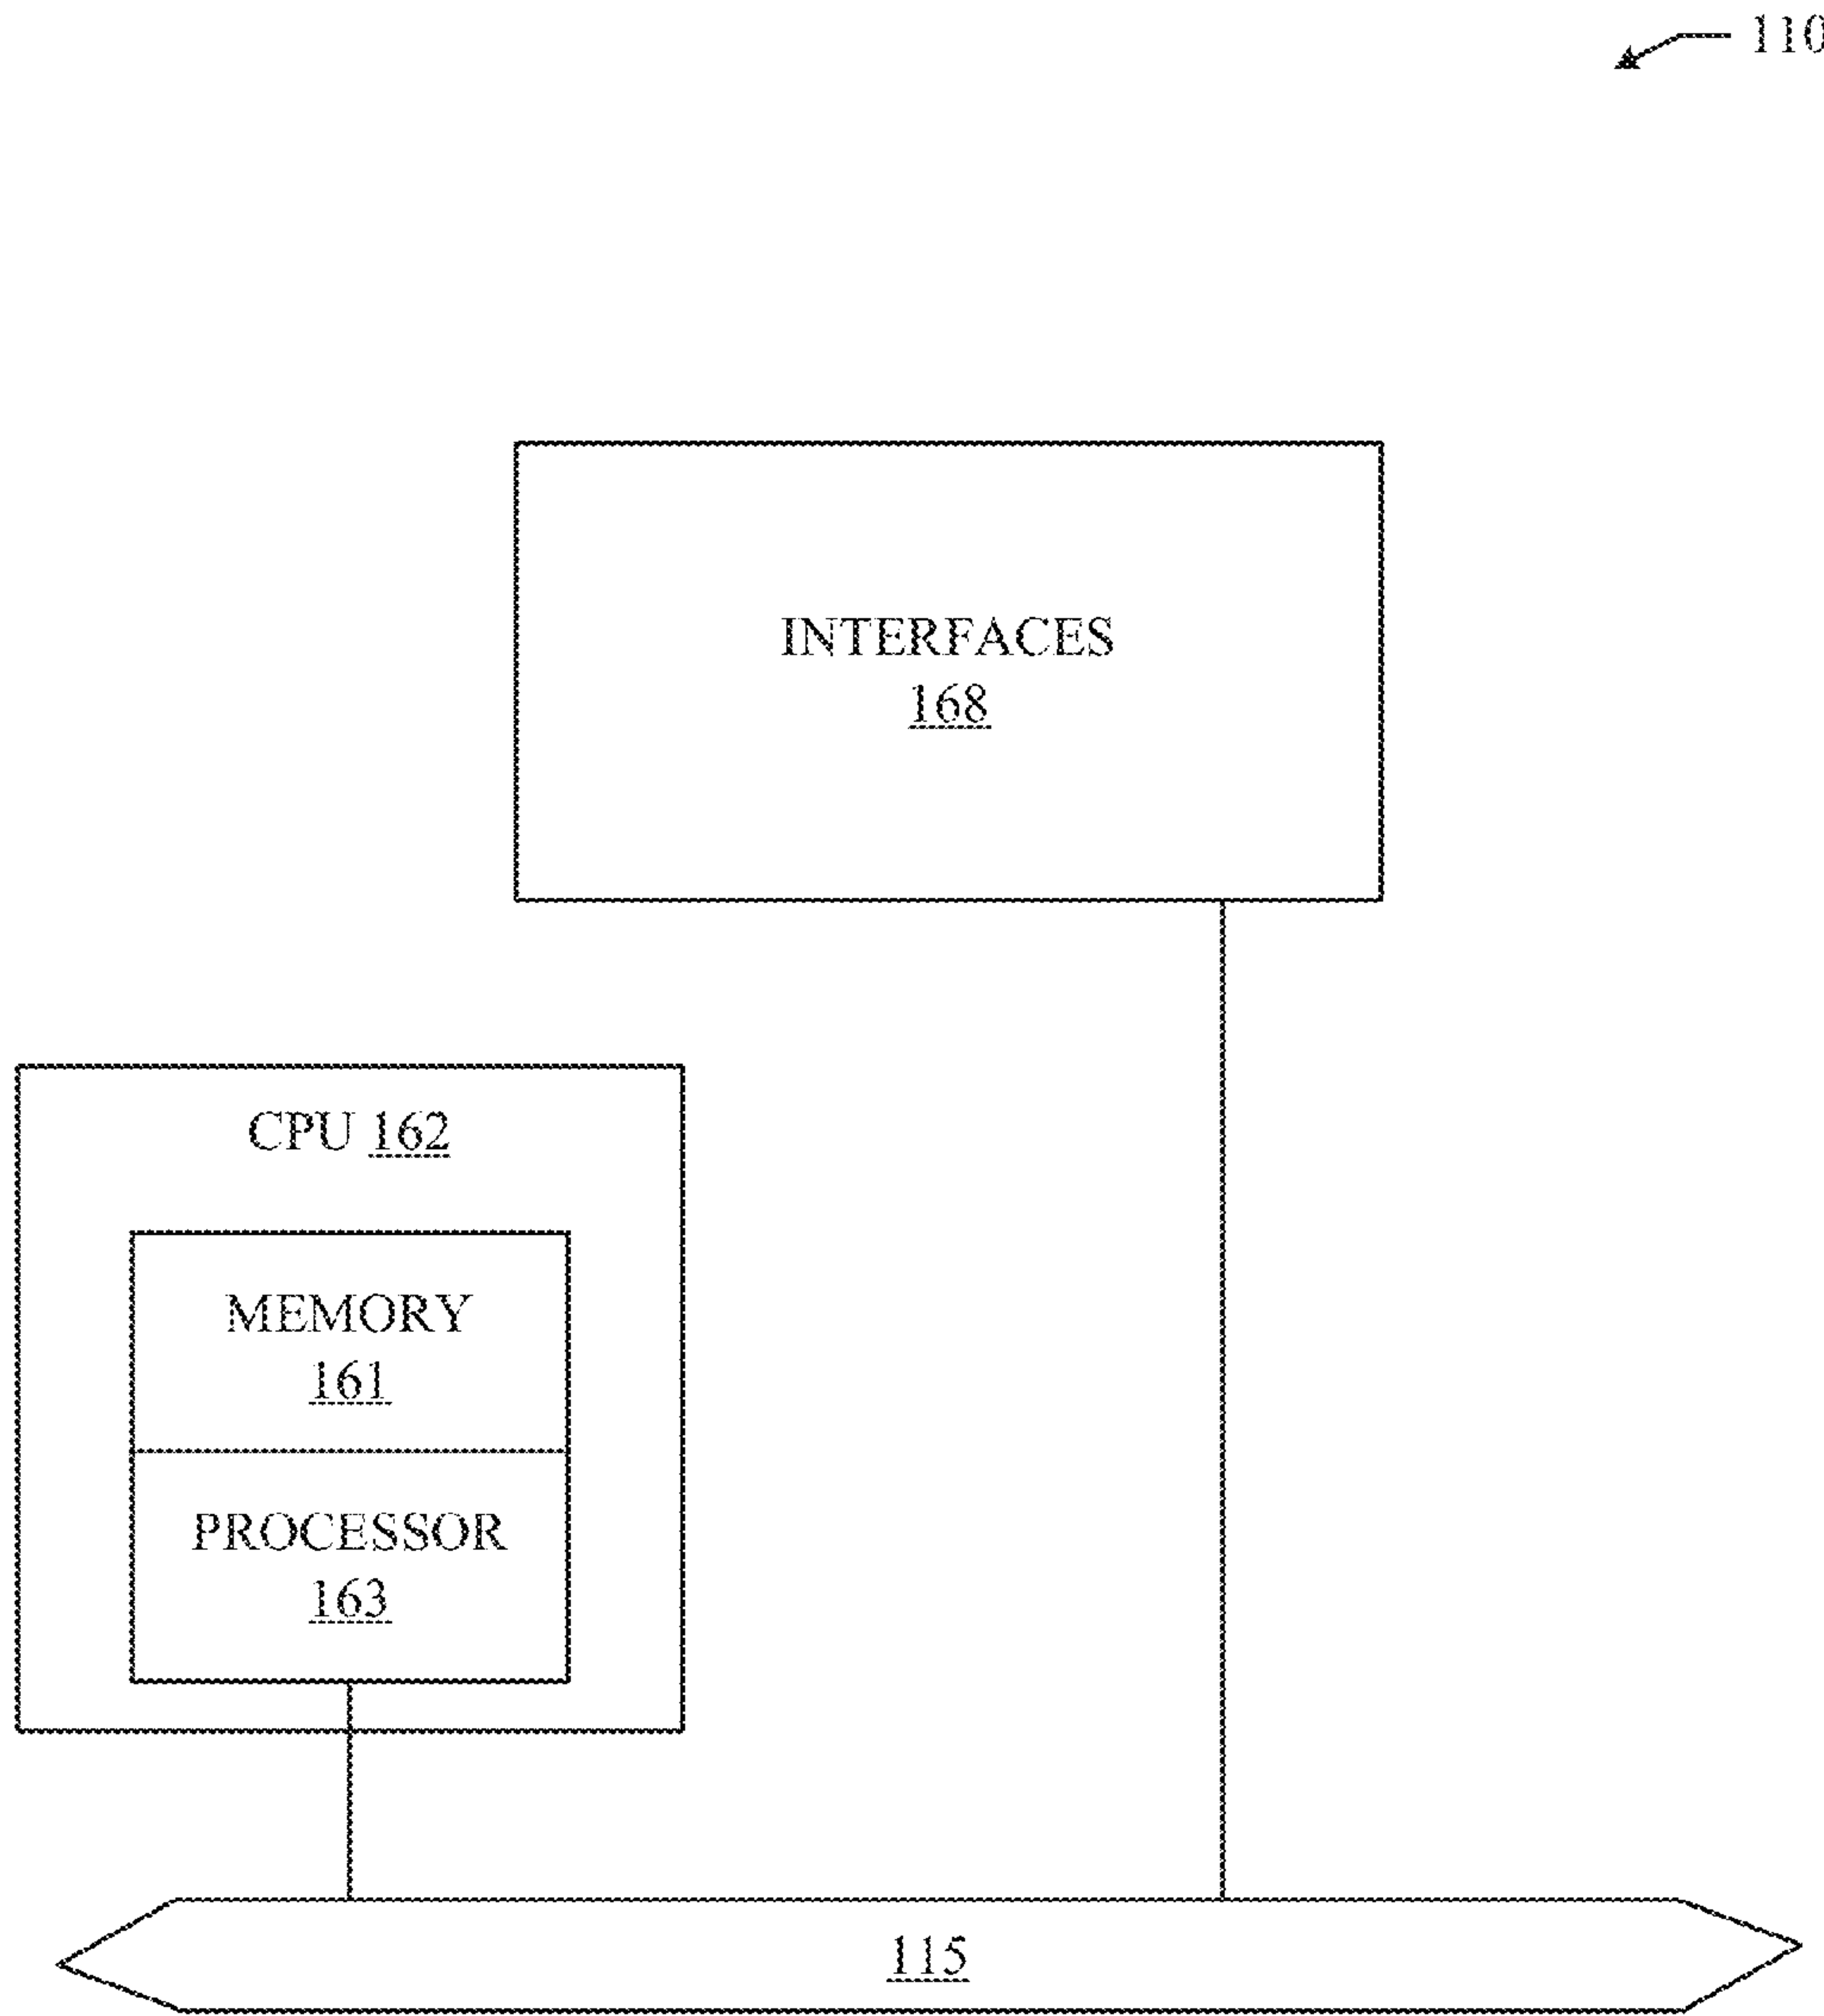 110
INTERFACES
168
CPU 162
MEMORY
161
PROCESSOR
163
115